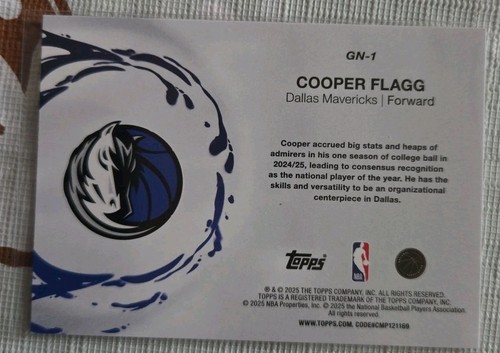 GN-1
COOPER FLAGG
Dallas Mavericks | Forward
Cooper accrued big stats and heaps of
admirers in his one season of college ball in
2024/25, leading to consensus recognition
as the national player of the year. He has the
skills and versatility to be an organizational
centerpiece in Dallas.
Topps
NBA
® & © 2025 THE TOPPS COMPANY, INC. ALL RIGHTS RESERVED.
TOPPS IS A REGISTERED TRADEMARK OF THE TOPPS COMPANY, INC.
© 2025 NBA Properties, Inc. © 2025 the National Basketball Players Association
All rights reserved.
WWW.TOPPS.COM. CODE#CMP121169